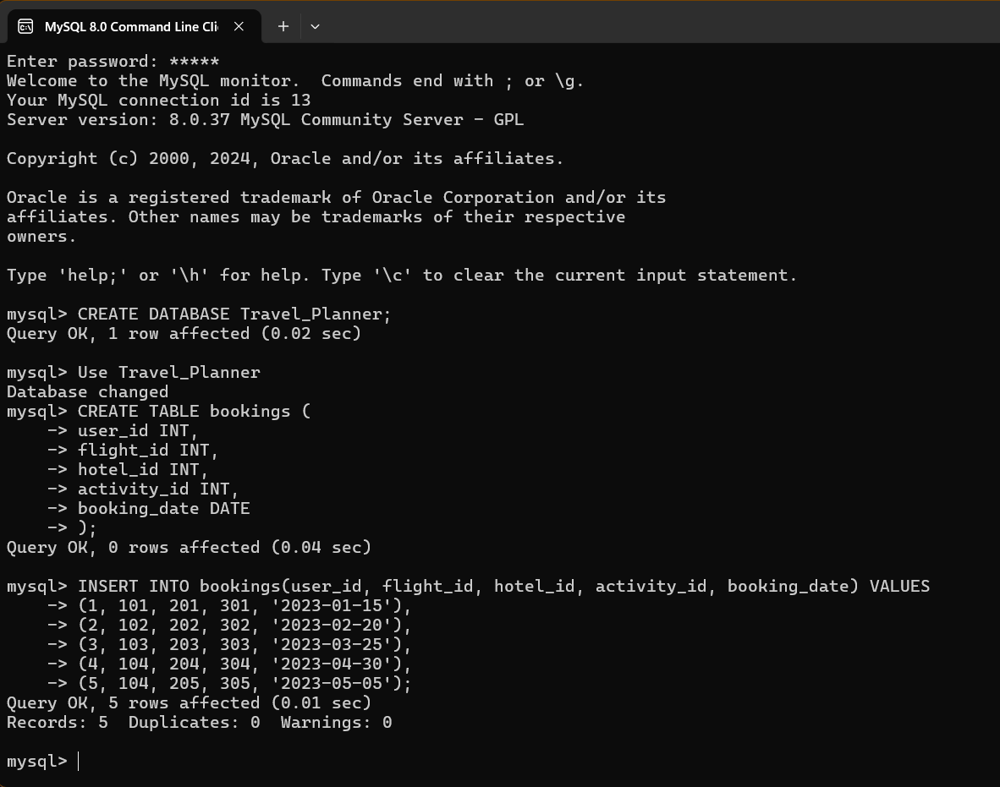 MySQL 8.0 Command Line Cli
Enter password: *****
Welcome to the MySQL monitor.  Commands end with ; or \g.
Your MySQL connection id is 13
Server version: 8.0.37 MySQL Community Server - GPL
Copyright (c) 2000, 2024, Oracle and/or its affiliates.
Oracle is a registered trademark of Oracle Corporation and/or its
affiliates. Other names may be trademarks of their respective
owners.
Type 'help;' or '\h' for help. Type '\c' to clear the current input statement.
mysql> CREATE DATABASE Travel_Planner;
Query OK, 1 row affected (0.02 sec)
mysql> Use Travel_Planner
Database changed
mysql> CREATE TABLE bookings (
    -> user_id INT,
    -> flight_id INT,
    -> hotel_id INT,
    -> activity_id INT,
    -> booking_date DATE
    -> );
Query OK, 0 rows affected (0.04 sec)
mysql> INSERT INTO bookings(user_id, flight_id, hotel_id, activity_id, booking_date) VALUES
    -> (1, 101, 201, 301, '2023-01-15'),
    -> (2, 102, 202, 302, '2023-02-20'),
    -> (3, 103, 203, 303, '2023-03-25'),
    -> (4, 104, 204, 304, '2023-04-30'),
    -> (5, 104, 205, 305, '2023-05-05');
Query OK, 5 rows affected (0.01 sec)
Records: 5  Duplicates: 0  Warnings: 0
mysql>